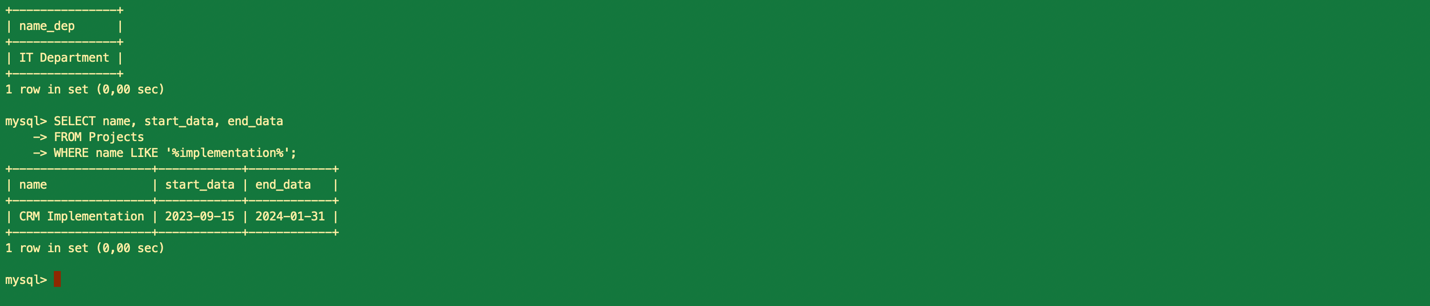 +---------------+
| name_dep      |
+---------------+
| IT Department |
+---------------+
1 row in set (0,00 sec)
mysql> SELECT name, start_data, end_data
    -> FROM Projects
    -> WHERE name LIKE '%implementation%';
+--------------------+------------+------------+
| name               | start_data | end_data   |
+--------------------+------------+------------+
| CRM Implementation | 2023-09-15 | 2024-01-31 |
+--------------------+------------+------------+
1 row in set (0,00 sec)
mysql>